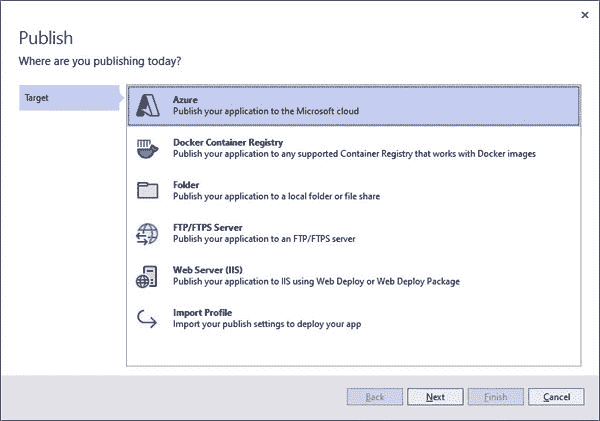 Publish
Where are you publishing today?
Target
Azure
Publish your application to the Microsoft cloud
Docker Container Registry
Publish your application to any supported Container Registry that works with Docker images
Folder
Publish your application to a local folder or file share
FTP/FTPS Server
Publish your application to an FTP/FTPS server
Web Server (IIS)
Publish your application to IIS using Web Deploy or Web Deploy Package
Import Profile
Import your publish settings to deploy your app
Back
Next
Finish
Cancel